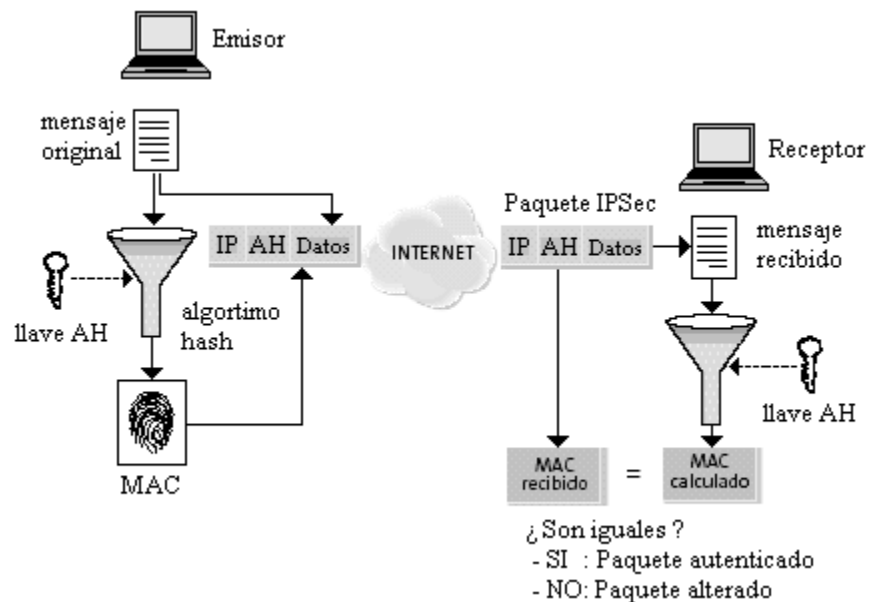 Emisor
mensaje
original
IP AH Datos
llave AH
algortimo
hash
MAC
INTERNET
Receptor
Paquete IPSec
IP AH Datos
mensaje
recibido
llave AH
MAC
recibido
=
MAC
calculado
¿Son iguales ?
- SI : Paquete autenticado
- NO: Paquete alterado